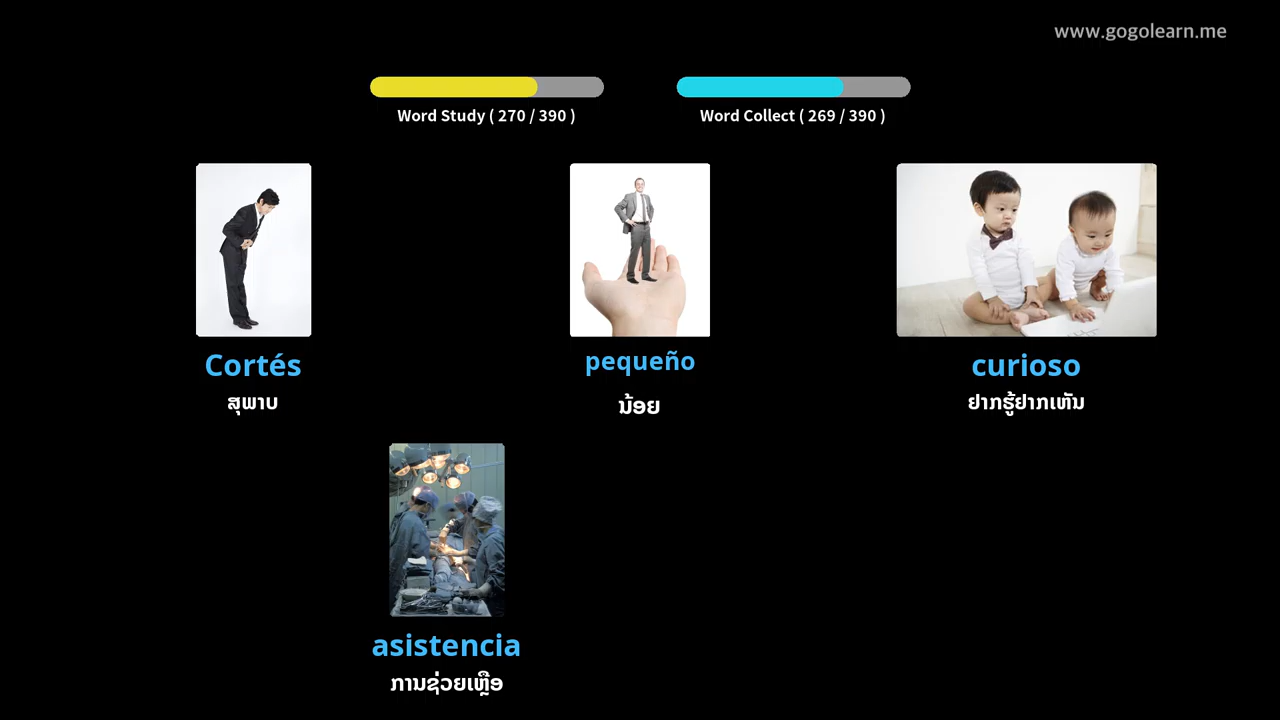 www.gogolearn.me
Word Study ( 270 / 390 )
Word Collect ( 269 / 390 )
Cortés
ສຸພາບ
pequeño
ນ້ອຍ
curioso
ຢາກຮູ້ຢາກເຫັນ
asistencia
ການຊ່ວຍເຫຼືອ